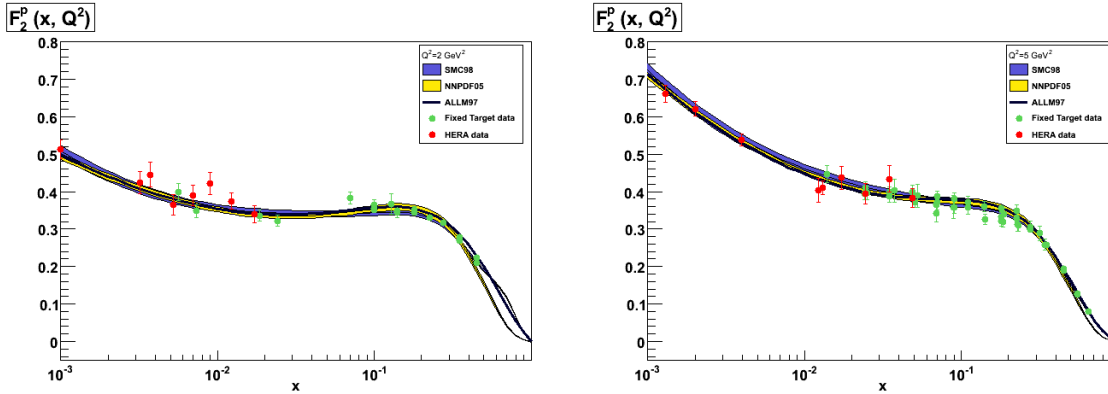 F₂ᵖ (x, Q²)
0.8
Q²=2 GeV²
SMC98
0.7
NNPDF05
ALLM97
0.6
Fixed Target data
HERA data
0.5
0.4
0.3
0.2
0.1
0
10⁻³ 10⁻² 10⁻¹
x
F₂ᵖ (x, Q²)
0.8
Q²=5 GeV²
SMC98
0.7
NNPDF05
ALLM97
0.6
Fixed Target data
HERA data
0.5
0.4
0.3
0.2
0.1
0
10⁻³ 10⁻² 10⁻¹
x